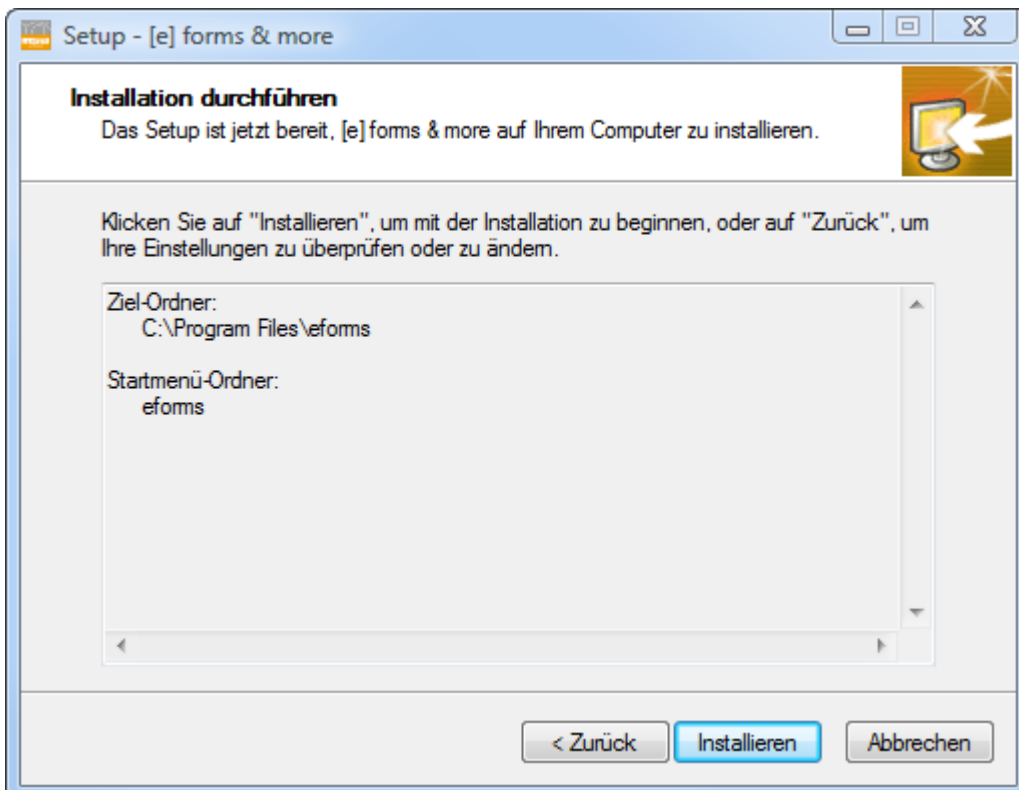 Setup - [e] forms & more
Installation durchführen
Das Setup ist jetzt bereit, [e] forms & more auf Ihrem Computer zu installieren.
Klicken Sie auf "Installieren", um mit der Installation zu beginnen, oder auf "Zurück", um
Ihre Einstellungen zu überprüfen oder zu ändern.
Ziel-Ordner:
C:\Program Files\eforms
Startmenü-Ordner:
eforms
< Zurück
Installieren
Abbrechen